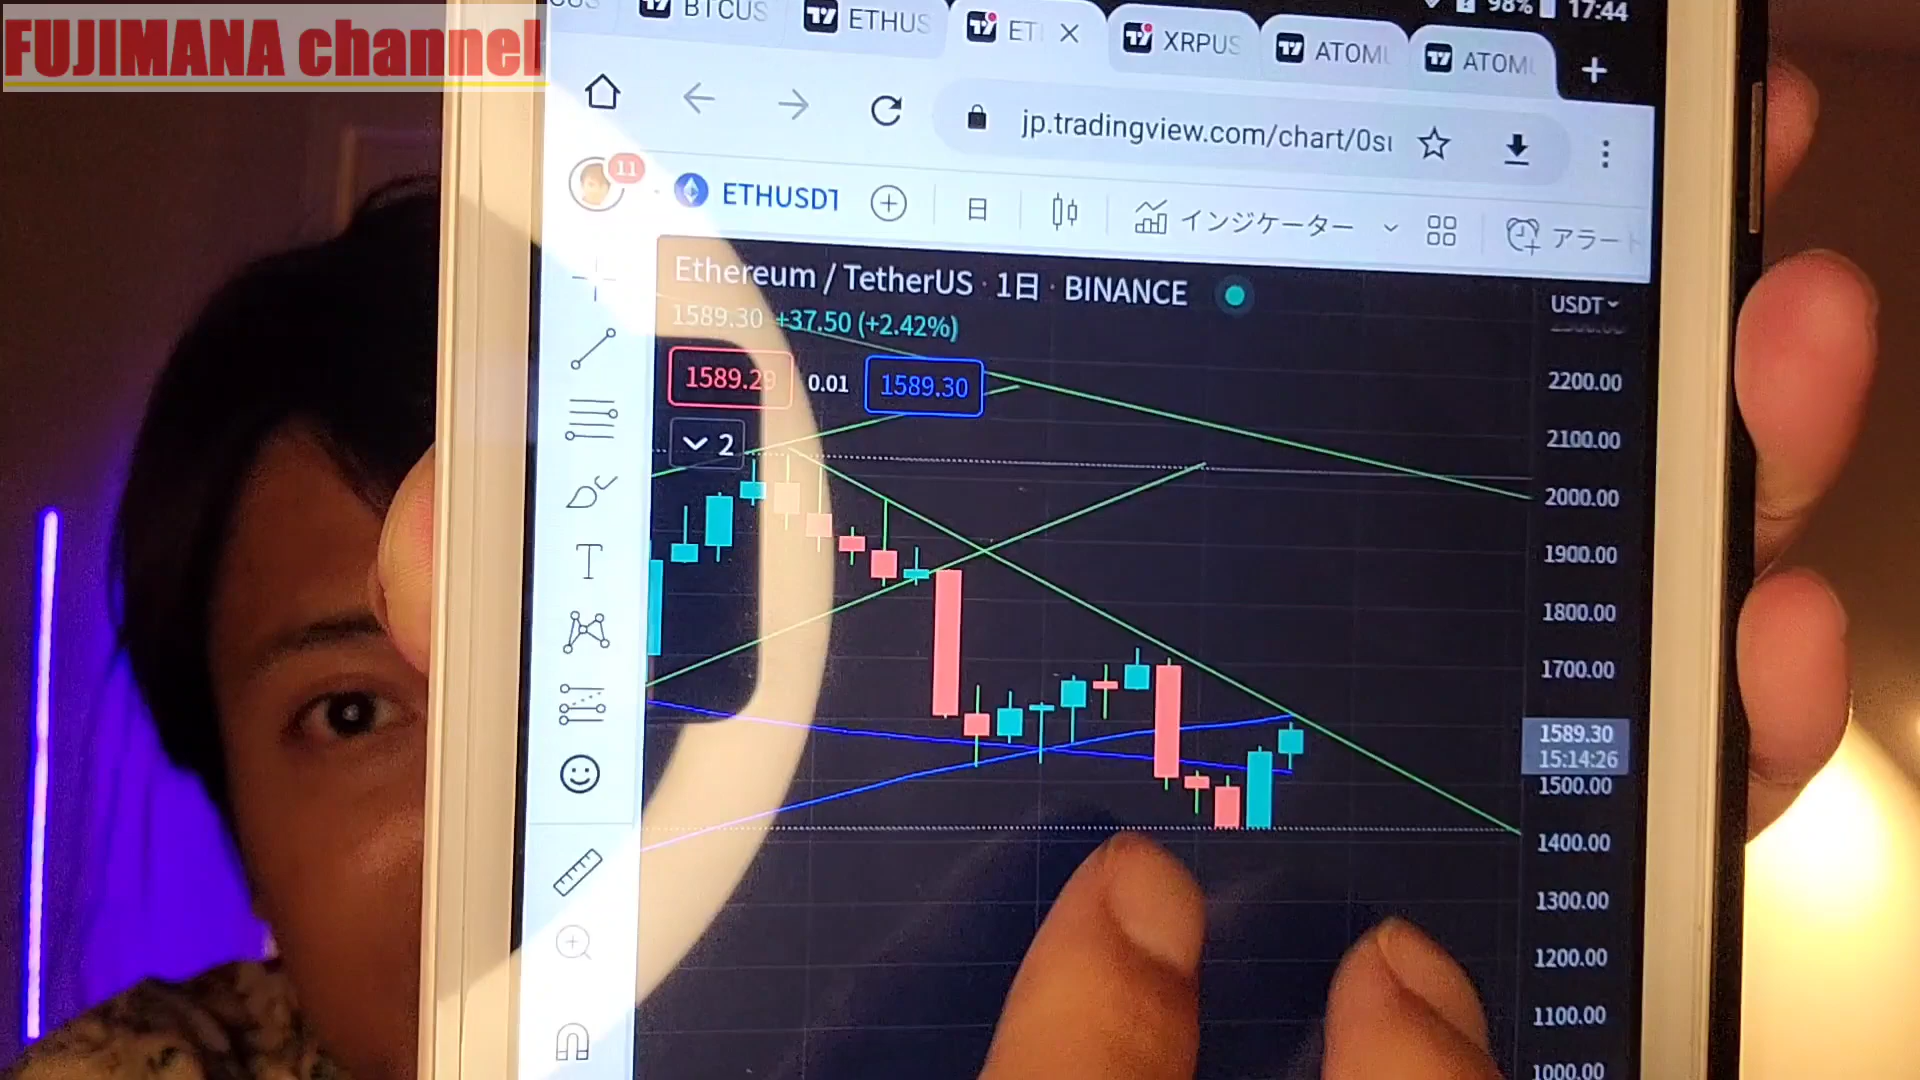 FUJIMANA channel
BTCUS
ETHUS
ET
XRPUS
ATOM
ATOM
98%
17:44
jp.tradingview.com/chart/0su
11
ETHUSDT
日
インジケーター
アラート
Ethereum / TetherUS · 1日 · BINANCE
1589.30 +37.50 (+2.42%)
1589.29
0.01
1589.30
2
USDT
2200.00
2100.00
2000.00
1900.00
1800.00
1700.00
1589.30
15:14:26
1500.00
1400.00
1300.00
1200.00
1100.00
1000.00